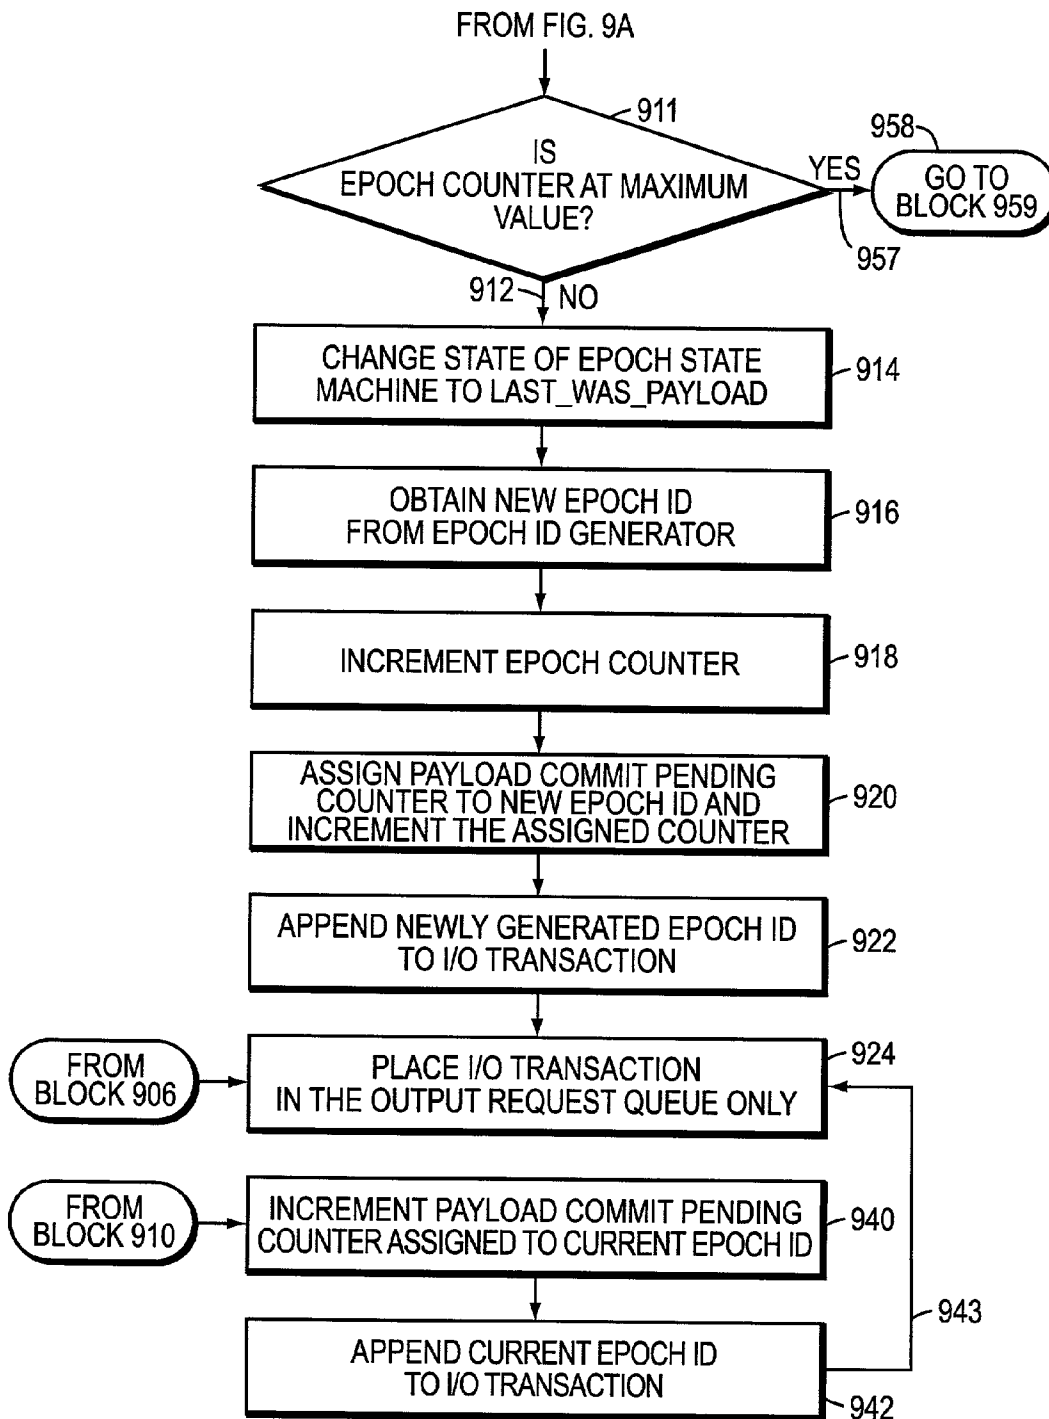 FROM FIG. 9A
911
IS
EPOCH COUNTER AT MAXIMUM
VALUE?
YES
957
958
GO TO
BLOCK 959
912
NO
CHANGE STATE OF EPOCH STATE
MACHINE TO LAST_WAS_PAYLOAD
914
OBTAIN NEW EPOCH ID
FROM EPOCH ID GENERATOR
916
INCREMENT EPOCH COUNTER
918
ASSIGN PAYLOAD COMMIT PENDING
COUNTER TO NEW EPOCH ID AND
INCREMENT THE ASSIGNED COUNTER
920
APPEND NEWLY GENERATED EPOCH ID
TO I/O TRANSACTION
922
FROM
BLOCK 906
PLACE I/O TRANSACTION
IN THE OUTPUT REQUEST QUEUE ONLY
924
FROM
BLOCK 910
INCREMENT PAYLOAD COMMIT PENDING
COUNTER ASSIGNED TO CURRENT EPOCH ID
940
943
APPEND CURRENT EPOCH ID
TO I/O TRANSACTION
942